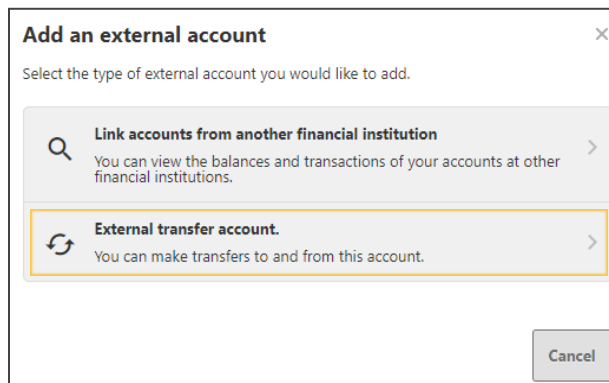 Add an external account
Select the type of external account you would like to add.
Link accounts from another financial institution
You can view the balances and transactions of your accounts at other
financial institutions.
External transfer account.
You can make transfers to and from this account.
Cancel